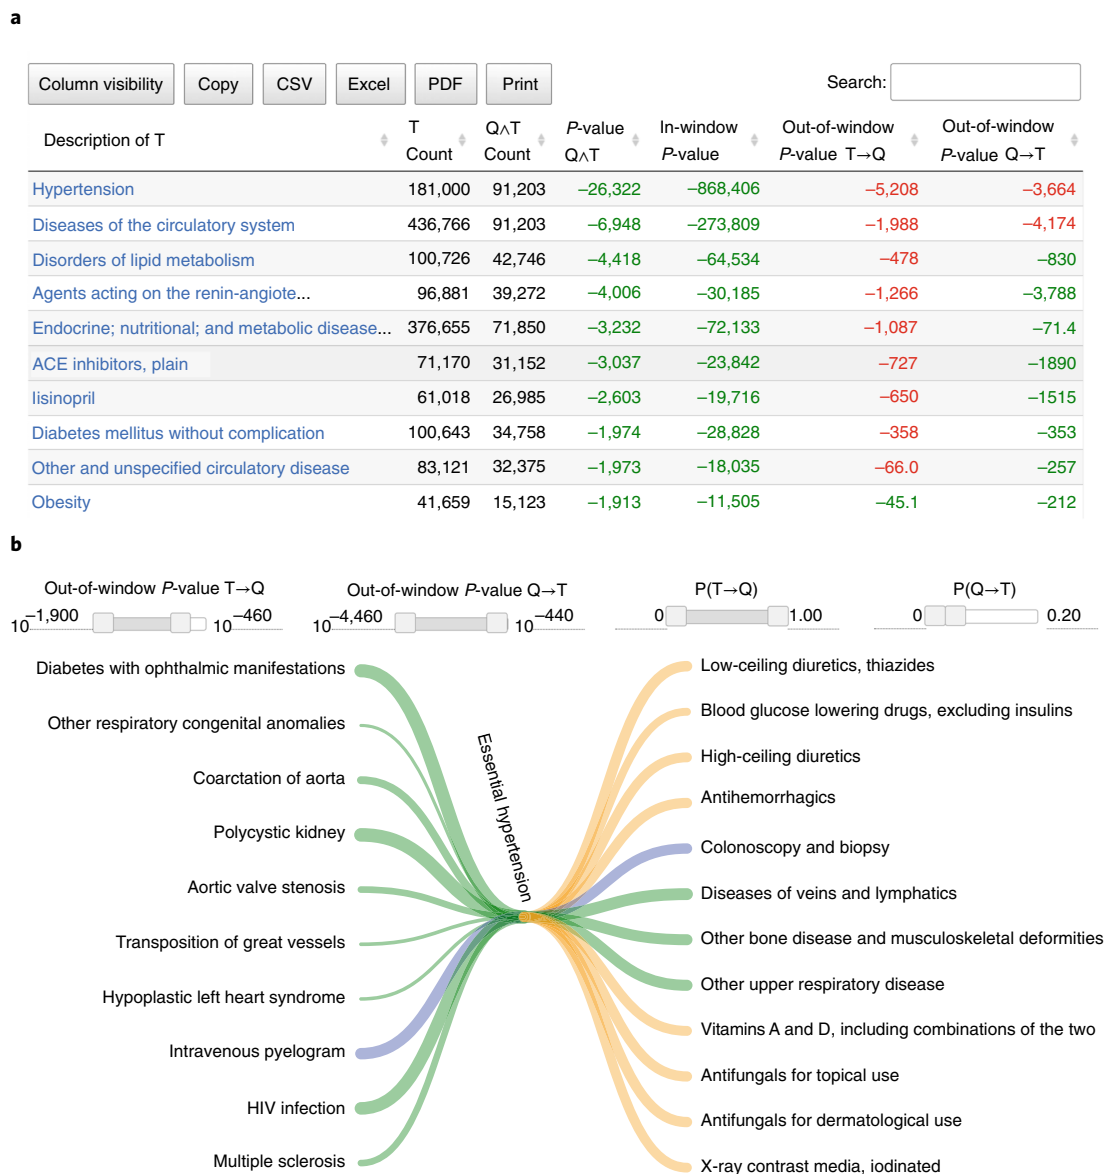 a
Column visibility Copy CSV Excel PDF Print Search:
Description of T T Count Q∧T Count P-value Q∧T In-window P-value Out-of-window P-value T→Q Out-of-window P-value Q→T
Hypertension 181,000 91,203 –26,322 –868,406 –5,208 –3,664
Diseases of the circulatory system 436,766 91,203 –6,948 –273,809 –1,988 –4,174
Disorders of lipid metabolism 100,726 42,746 –4,418 –64,534 –478 –830
Agents acting on the renin-angiote... 96,881 39,272 –4,006 –30,185 –1,266 –3,788
Endocrine; nutritional; and metabolic disease... 376,655 71,850 –3,232 –72,133 –1,087 –71.4
ACE inhibitors, plain 71,170 31,152 –3,037 –23,842 –727 –1890
lisinopril 61,018 26,985 –2,603 –19,716 –650 –1515
Diabetes mellitus without complication 100,643 34,758 –1,974 –28,828 –358 –353
Other and unspecified circulatory disease 83,121 32,375 –1,973 –18,035 –66.0 –257
Obesity 41,659 15,123 –1,913 –11,505 –45.1 –212
b
Out-of-window P-value T→Q Out-of-window P-value Q→T P(T→Q) P(Q→T)
10–1,900 10–460 10–4,460 10–440 0 1.00 0 0.20
Diabetes with ophthalmic manifestations
Other respiratory congenital anomalies
Coarctation of aorta
Polycystic kidney
Aortic valve stenosis
Transposition of great vessels
Hypoplastic left heart syndrome
Intravenous pyelogram
HIV infection
Multiple sclerosis
Essential hypertension
Low-ceiling diuretics, thiazides
Blood glucose lowering drugs, excluding insulins
High-ceiling diuretics
Antihemorrhagics
Colonoscopy and biopsy
Diseases of veins and lymphatics
Other bone disease and musculoskeletal deformities
Other upper respiratory disease
Vitamins A and D, including combinations of the two
Antifungals for topical use
Antifungals for dermatological use
X-ray contrast media, iodinated